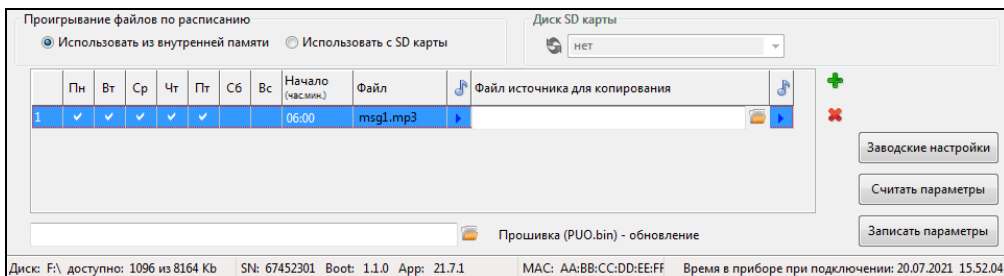 Проигрывание файлов по расписанию
Диск SD карты
Использовать из внутренней памяти
Использовать с SD карты
нет
Пн Вт Ср Чт Пт Сб Вс Начало (час.мин.) Файл Файл источника для копирования
1 06:00 msg1.mp3
Заводские настройки
Считать параметры
Записать параметры
Прошивка (PUO.bin) - обновление
Диск: F:\ доступно: 1096 из 8164 Kb SN: 67452301 Boot: 1.1.0 App: 21.7.1 MAC: AA:BB:CC:DD:EE:FF Время в приборе при подключении: 20.07.2021 15.52.04